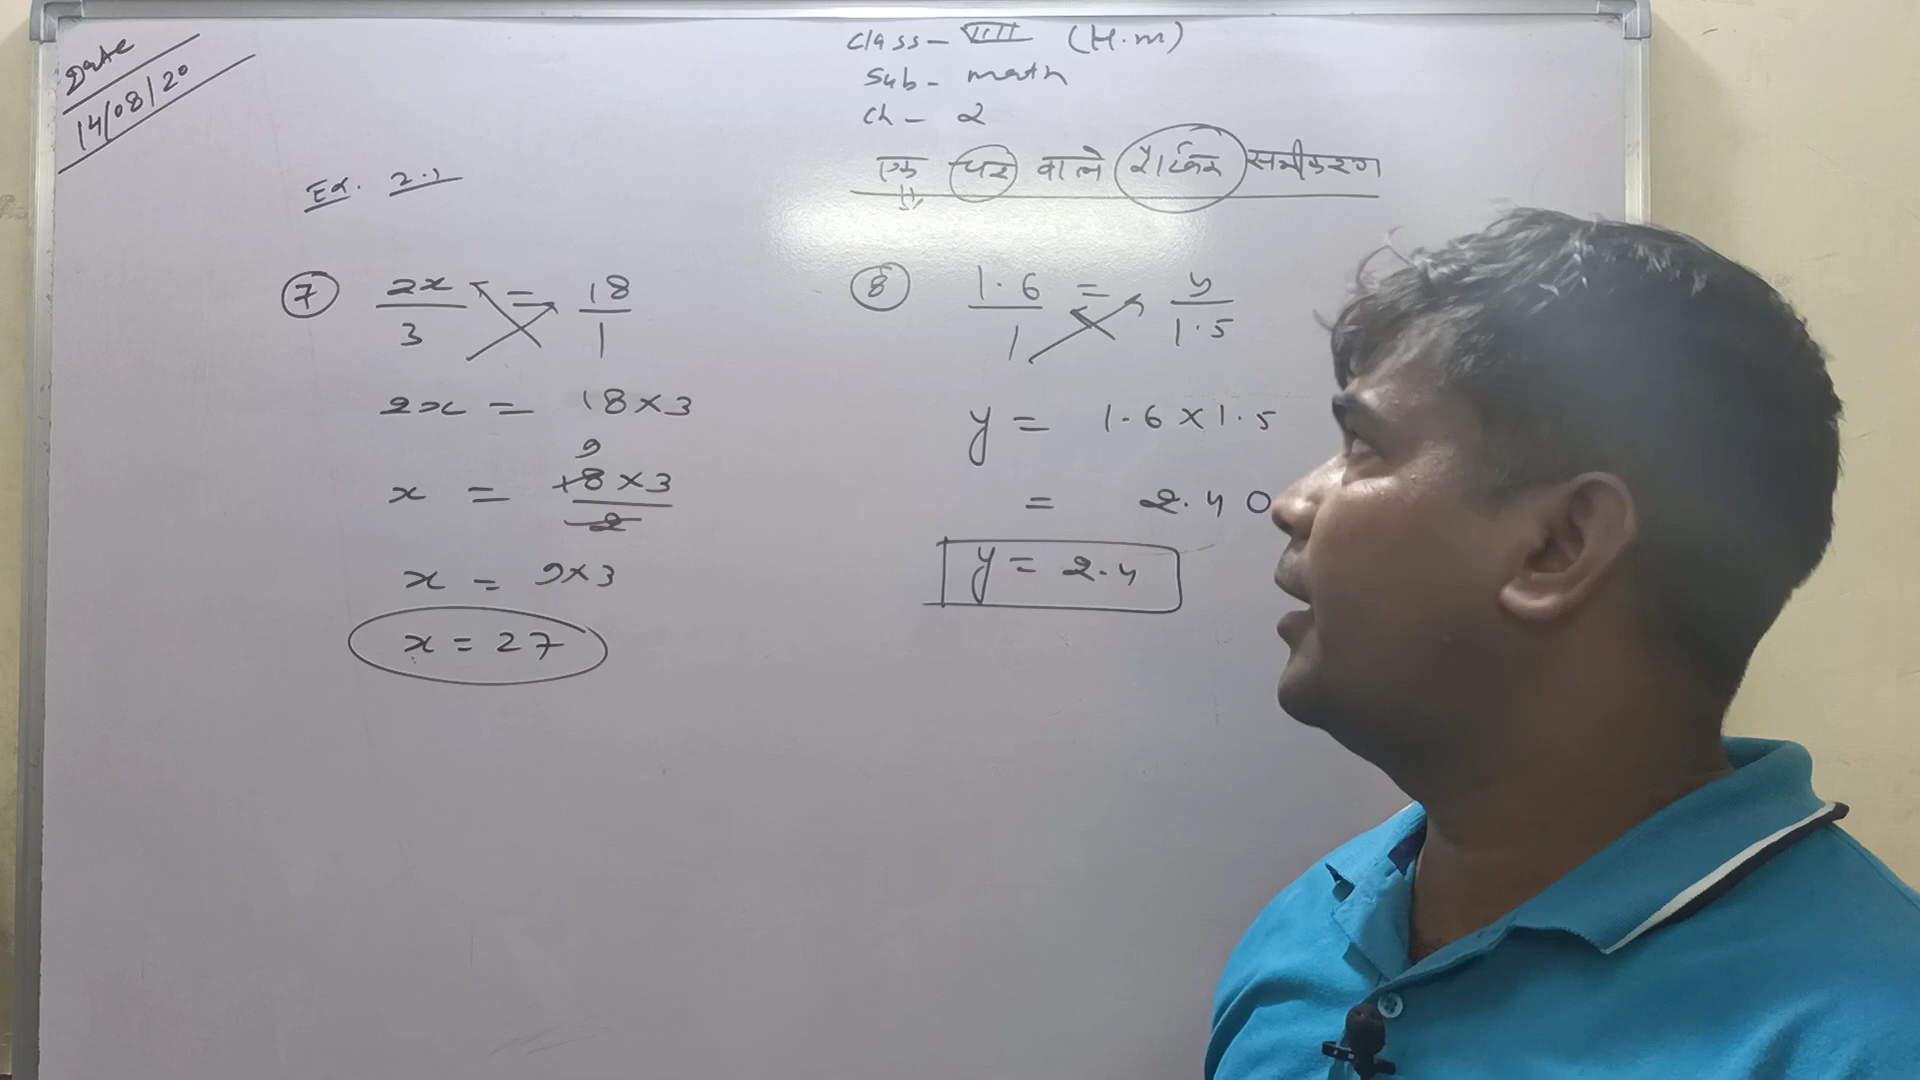 Date
14/08/20
Class - VIII (H.M)
Sub - math
Ch - 2
एक चर वाले रैखिक समीकरण
Ex. 2.1
7 2x/3 = 18/1
2x = 18×3
9
x = 18×3/2
x = 9×3
x = 27
8 1.6/1 = y/1.5
y = 1.6×1.5
= 2.40
y = 2.4